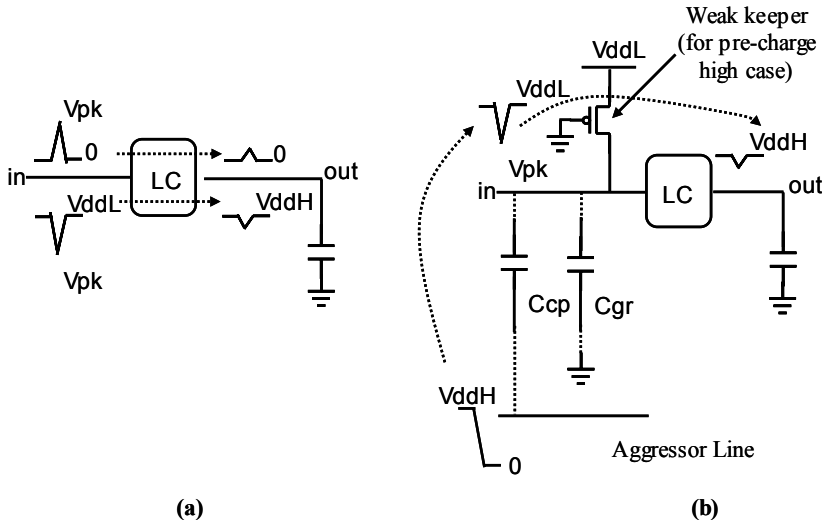 Vpk
0
0
in
LC
out
VddL
VddH
Vpk
(a)
Weak keeper
(for pre-charge
high case)
VddL
VddL
VddH
Vpk
in
LC
out
Ccp
Cgr
VddH
0
Aggressor Line
(b)